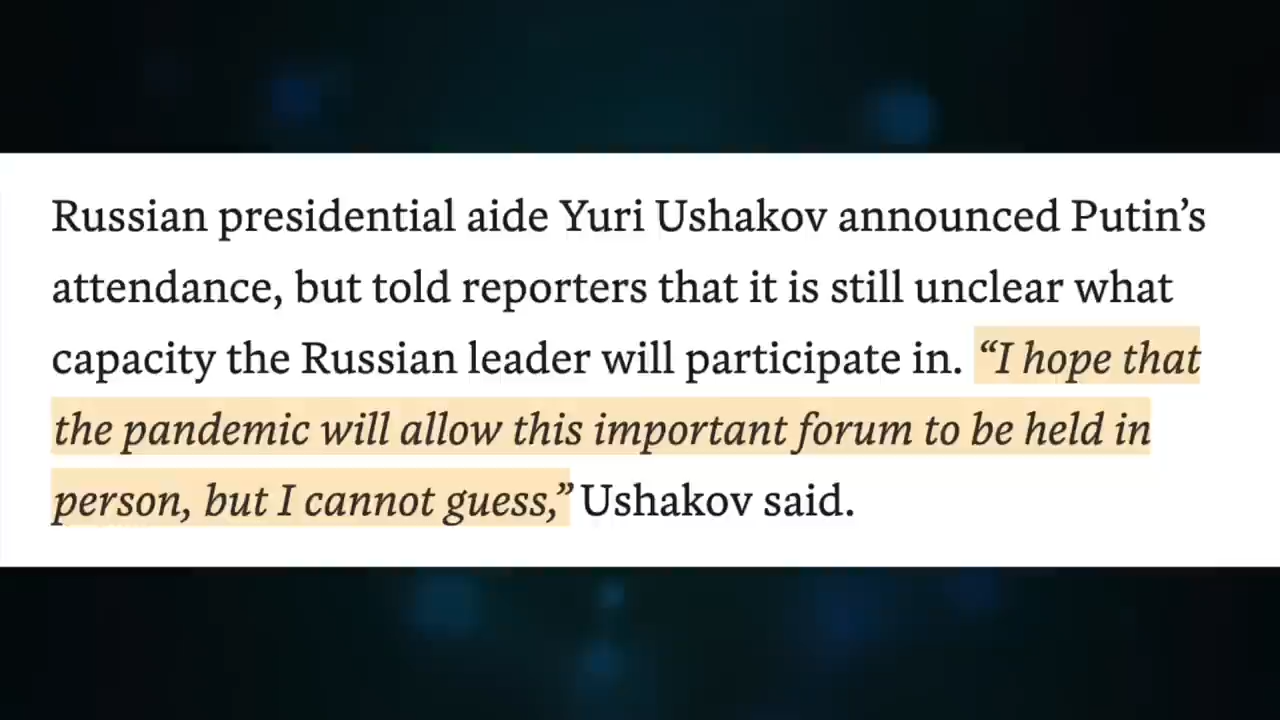 Russian presidential aide Yuri Ushakov announced Putin’s
attendance, but told reporters that it is still unclear what
capacity the Russian leader will participate in. “I hope that
the pandemic will allow this important forum to be held in
person, but I cannot guess,” Ushakov said.